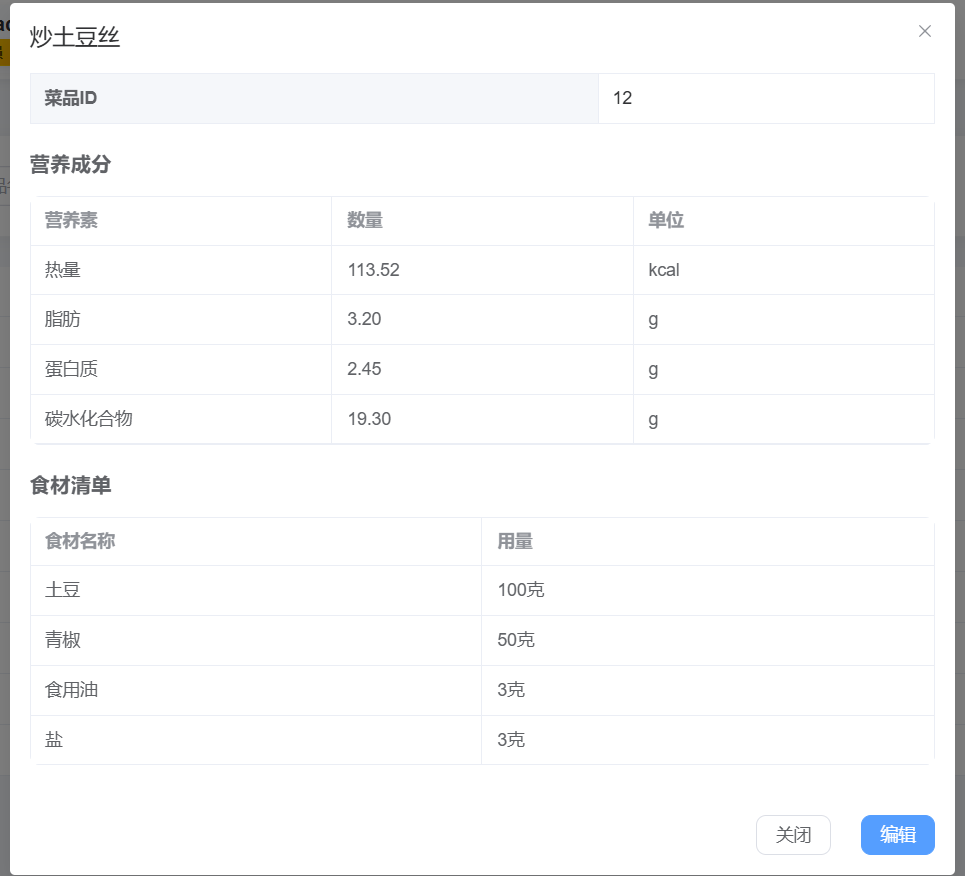 炒土豆丝
菜品ID 12
营养成分
营养素 数量 单位
热量 113.52 kcal
脂肪 3.20 g
蛋白质 2.45 g
碳水化合物 19.30 g
食材清单
食材名称 用量
土豆 100克
青椒 50克
食用油 3克
盐 3克
关闭 编辑